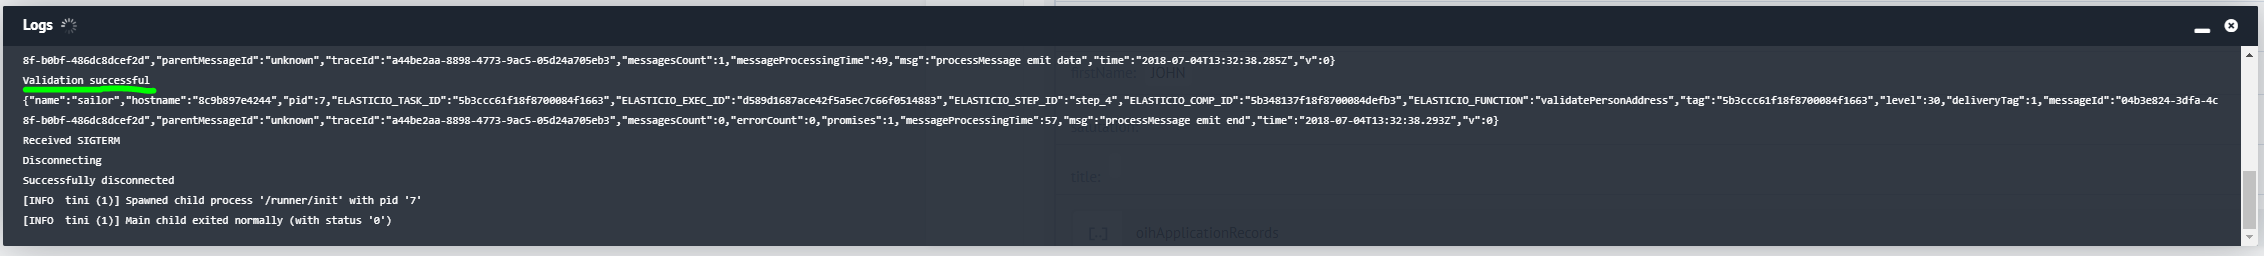 Logs
8f-b0bf-486dc8dcef2d","parentMessageId":"unknown","traceId":"a44be2aa-8898-4773-9ac5-05d24a705eb3","messagesCount":1,"messageProcessingTime":49,"msg":"processMessage emit data","time":"2018-07-04T13:32:38.285Z","v":0}
firstName: JOHN
Validation successful
{"name":"sailor","hostname":"8c9b897e4244","pid":7,"ELASTICIO_TASK_ID":"5b3ccc61f18f8700084f1663","ELASTICIO_EXEC_ID":"d589d1687ace42f5a5ec7c66f0514883","ELASTICIO_STEP_ID":"step_4","ELASTICIO_COMP_ID":"5b348137f18f8700084defb3","ELASTICIO_FUNCTION":"validatePersonAddress","tag":"5b3ccc61f18f8700084f1663","level":30,"deliveryTag":1,"messageId":"04b3e824-3dfa-4c
8f-b0bf-486dc8dcef2d","parentMessageId":"unknown","traceId":"a44be2aa-8898-4773-9ac5-05d24a705eb3","messagesCount":0,"errorCount":0,"promises":1,"messageProcessingTime":57,"msg":"processMessage emit end","time":"2018-07-04T13:32:38.293Z","v":0}
salutation:
Received SIGTERM
Disconnecting
Successfully disconnected
title:
[INFO  tini (1)] Spawned child process '/runner/init' with pid '7'
[INFO  tini (1)] Main child exited normally (with status '0')
[..] oihApplicationRecords